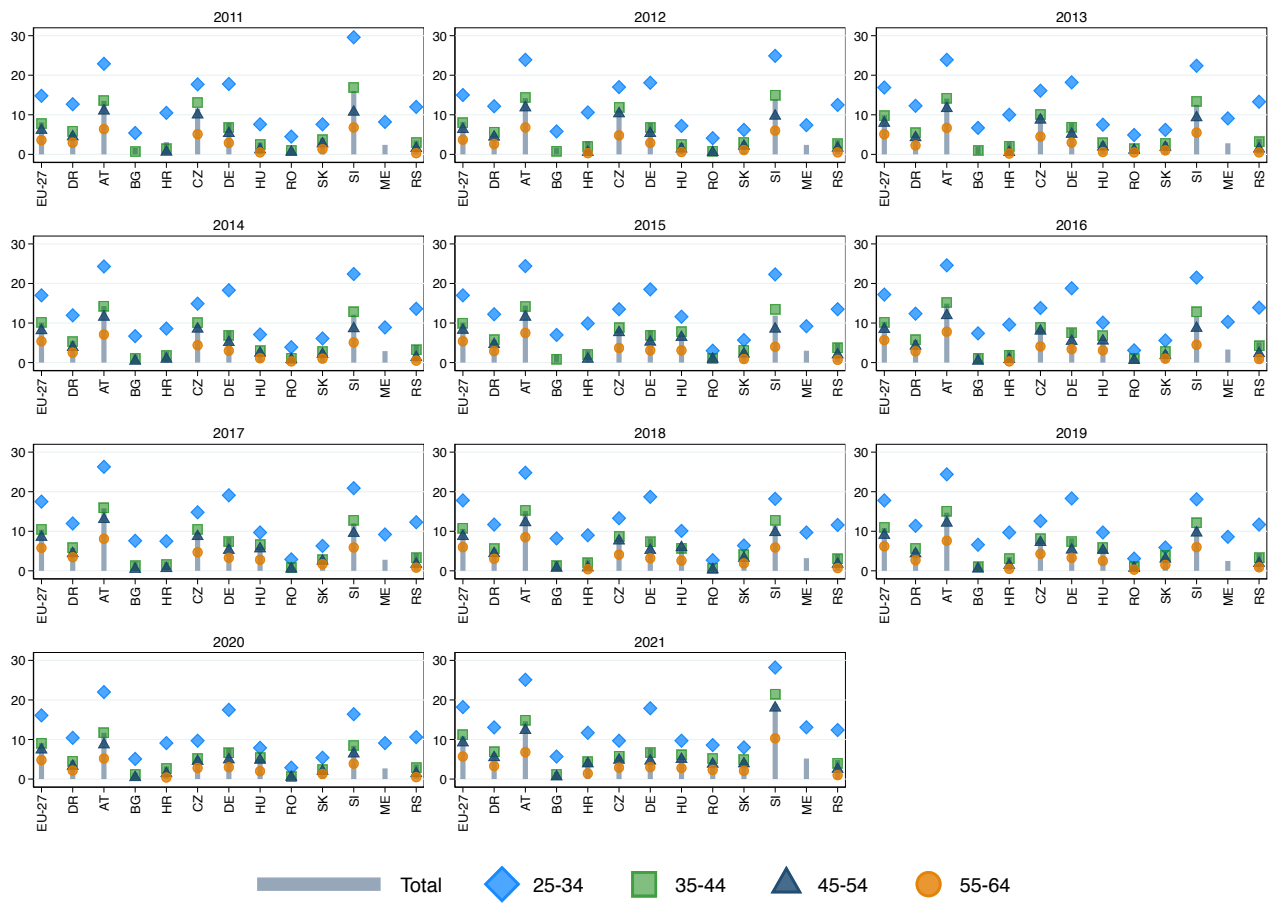 2011 2012 2013
30 30 30
20 20 20
10 10 10
0 0 0
EU-27 DR AT BG HR CZ DE HU RO SK SI ME RS EU-27 DR AT BG HR CZ DE HU RO SK SI ME RS EU-27 DR AT BG HR CZ DE HU RO SK SI ME RS
2014 2015 2016
30 30 30
20 20 20
10 10 10
0 0 0
EU-27 DR AT BG HR CZ DE HU RO SK SI ME RS EU-27 DR AT BG HR CZ DE HU RO SK SI ME RS EU-27 DR AT BG HR CZ DE HU RO SK SI ME RS
2017 2018 2019
30 30 30
20 20 20
10 10 10
0 0 0
EU-27 DR AT BG HR CZ DE HU RO SK SI ME RS EU-27 DR AT BG HR CZ DE HU RO SK SI ME RS EU-27 DR AT BG HR CZ DE HU RO SK SI ME RS
2020 2021
30 30
20 20
10 10
0 0
EU-27 DR AT BG HR CZ DE HU RO SK SI ME RS EU-27 DR AT BG HR CZ DE HU RO SK SI ME RS
Total 25-34 35-44 45-54 55-64